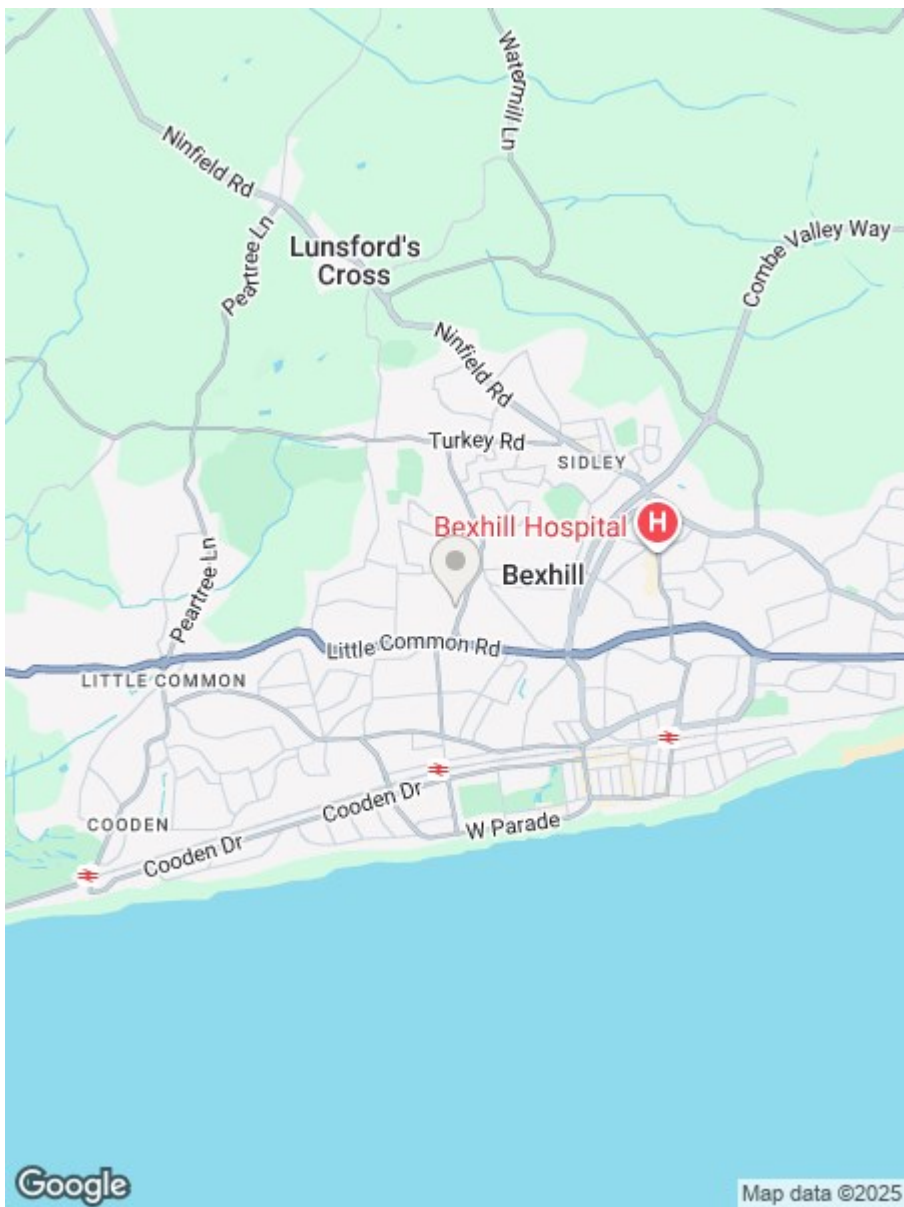 Watermill Ln
Ninfield Rd
Combe Valley Way
Lunsford's
Cross
Peartree Ln
Ninfield Rd
Turkey Rd
SIDLEY
Bexhill Hospital
H
Bexhill
Peartree Ln
Little Common Rd
LITTLE COMMON
Cooden Dr
COODEN
W Parade
Cooden Dr
Google
Map data ©2025